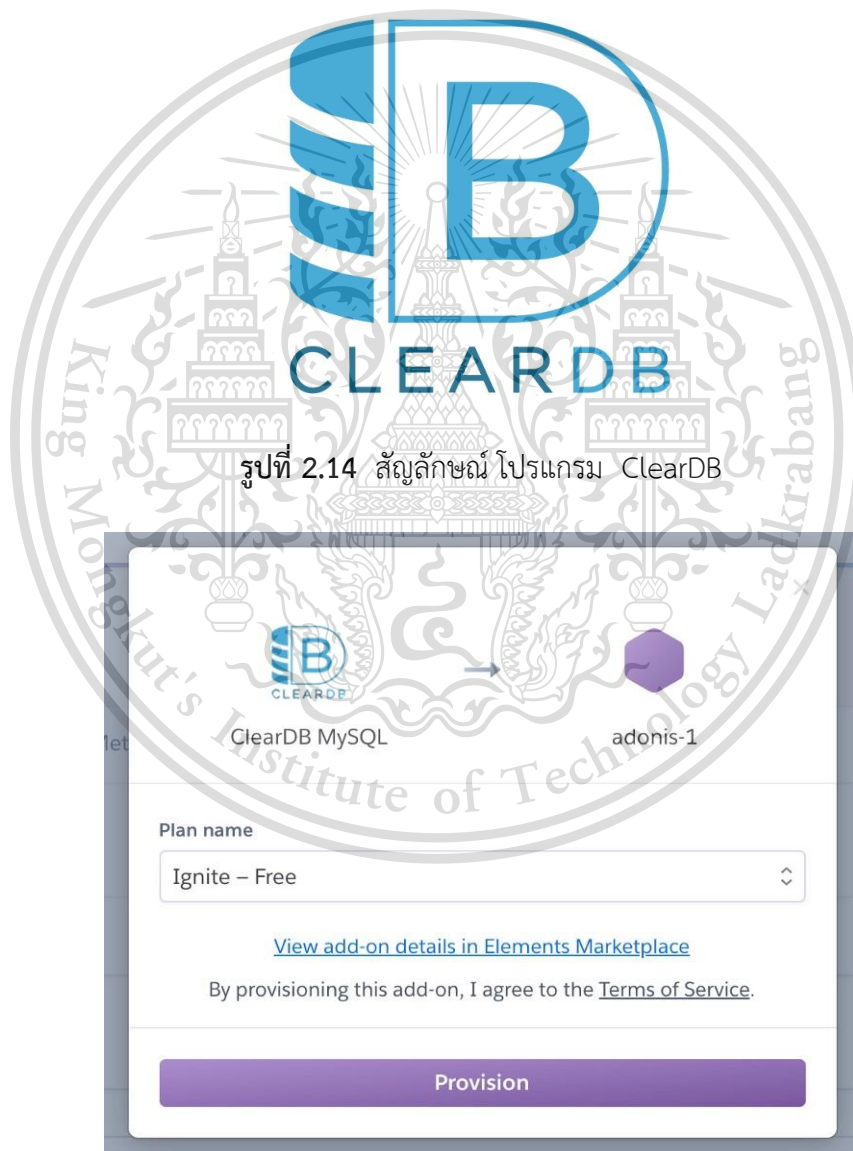 B
CLEARDB
รูปที่ 2.14 สัญลักษณ์ โปรแกรม ClearDB
B
CLEARDB
ClearDB MySQL
adonis-1
Met
Plan name
Ignite – Free
View add-on details in Elements Marketplace
By provisioning this add-on, I agree to the Terms of Service.
Provision
King Mongkut's Institute of Technology Ladkrabang